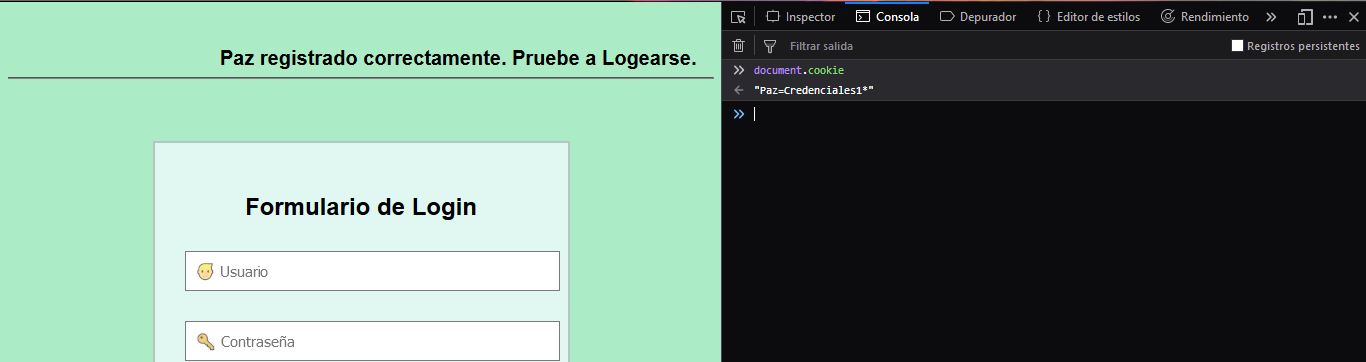 Paz registrado correctamente. Pruebe a Logearse.
Formulario de Login
Usuario
Contraseña
Inspector
Consola
Depurador
{ } Editor de estilos
Rendimiento
Filtrar salida
Registros persistentes
document.cookie
"Paz=Credenciales1*"